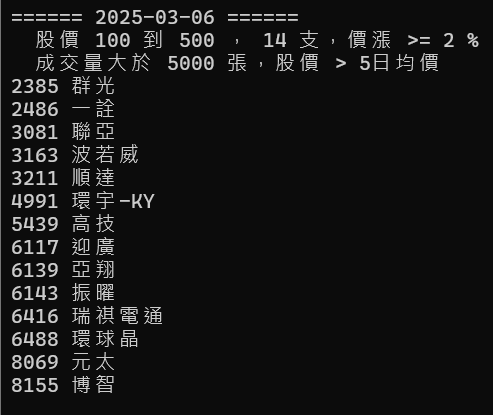 ====== 2025-03-06 ======
股價 100 到 500 , 14 支,價漲 >= 2 %
成交量大於 5000 張,股價 > 5日均價
2385 群光
2486 一詮
3081 聯亞
3163 波若威
3211 順達
4991 環宇-KY
5439 高技
6117 迎廣
6139 亞翔
6143 振曜
6416 瑞祺電通
6488 環球晶
8069 元太
8155 博智